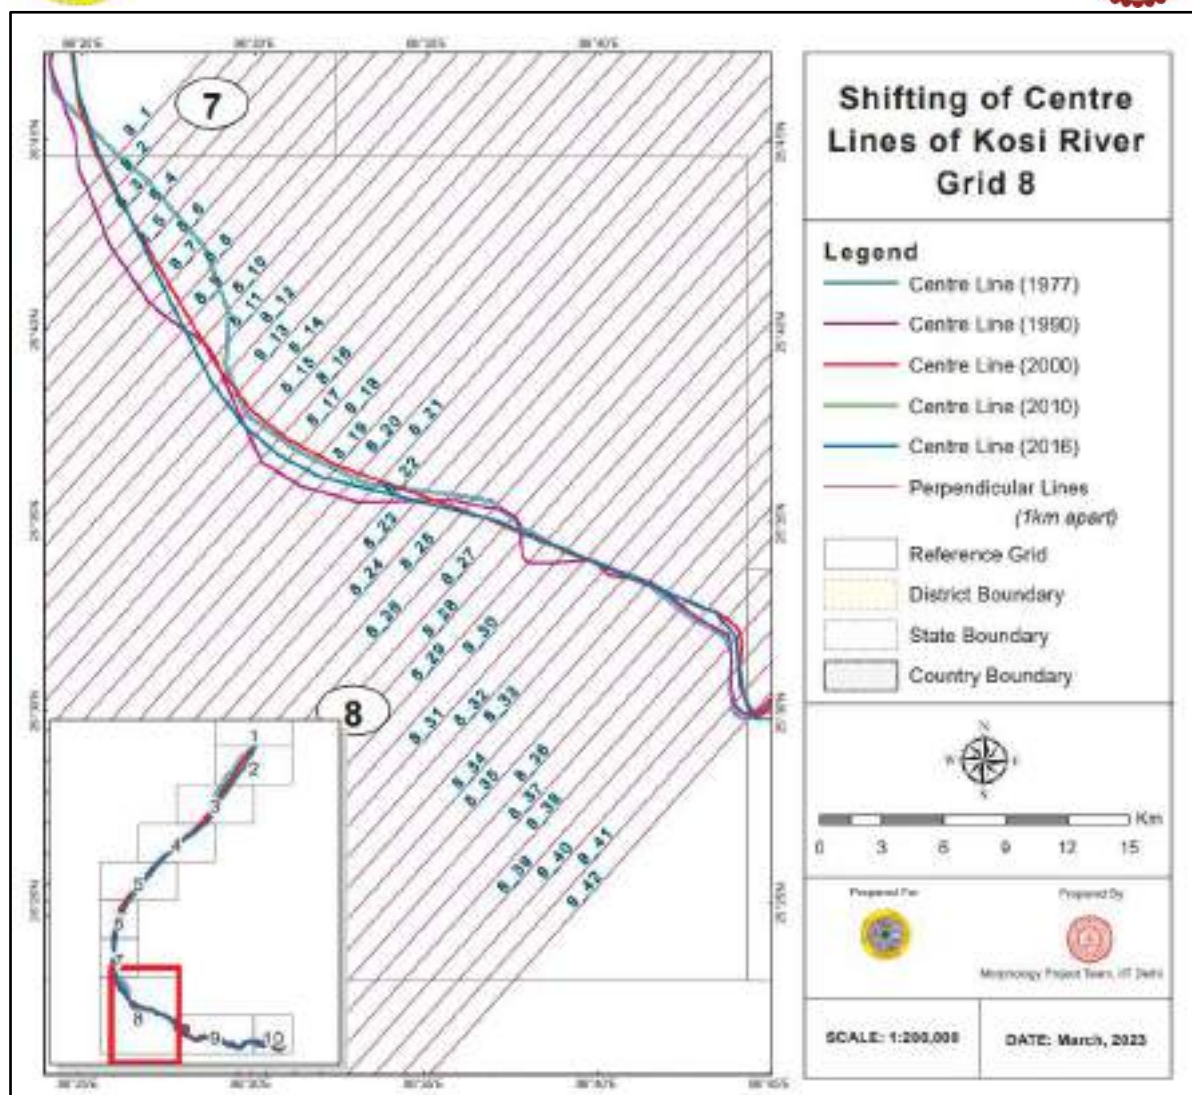 7
Shifting of Centre
Lines of Kosi River
Grid 8
Legend
Centre Line (1977)
Centre Line (1990)
Centre Line (2000)
Centre Line (2010)
Centre Line (2016)
Perpendicular Lines
(1km apart)
Reference Grid
District Boundary
State Boundary
Country Boundary
8_1
8_2
8_3
8_4
8_5
8_6
8_7
8_8
8_9
8_10
8_11
8_12
8_13
8_14
8_15
8_16
8_17
8_18
8_19
8_20
8_21
22
8_23
8_24
8_25
8_26
8_27
8_28
8_29
8_30
8_31
8_32
8_33
8_34
8_35
8_36
8_37
8_38
8_39
8_40
8_41
8_42
8
1
2
3
4
5
6
7
8
9
10
N
W
E
S
Km
0 3 6 9 12 15
Prepared For
Prepared By
Morphology Project Team, IIT Delhi
SCALE: 1:200,000
DATE: March, 2023